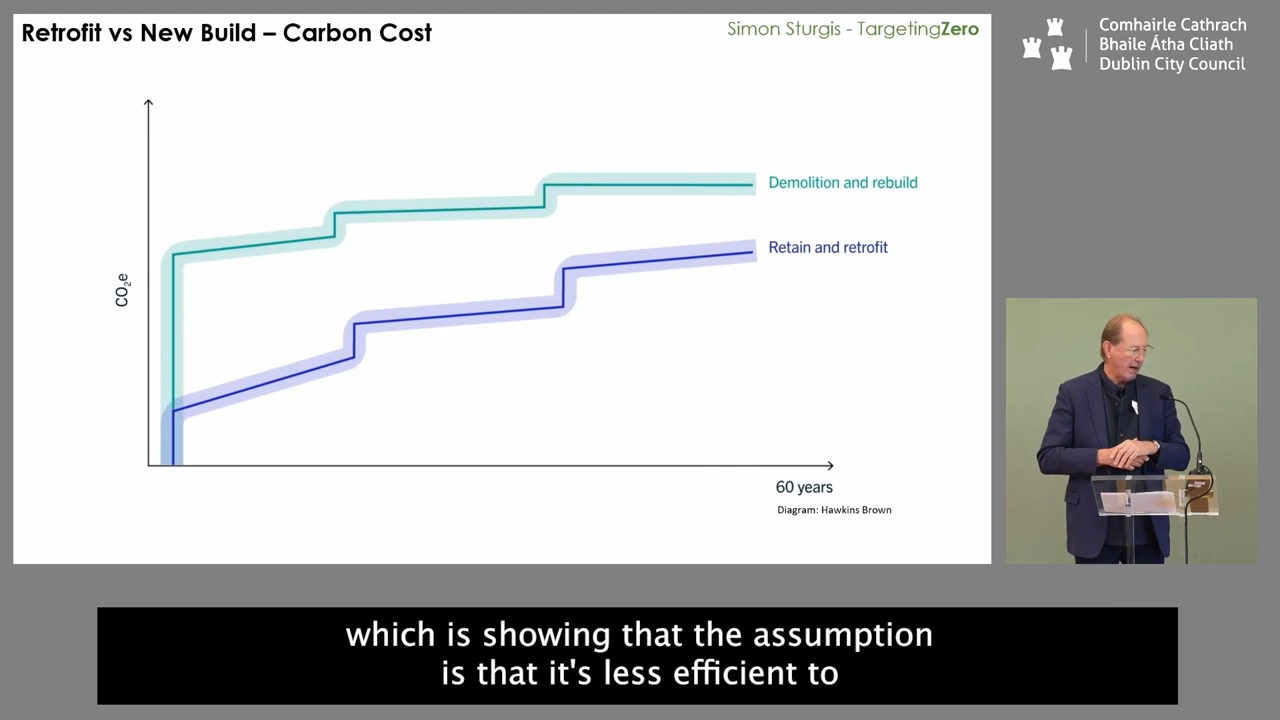 Retrofit vs New Build – Carbon Cost
Simon Sturgis - TargetingZero
Comhairle Cathrach
Bhaile Átha Cliath
Dublin City Council
CO₂e
Demolition and rebuild
Retain and retrofit
60 years
Diagram: Hawkins Brown
which is showing that the assumption
is that it's less efficient to